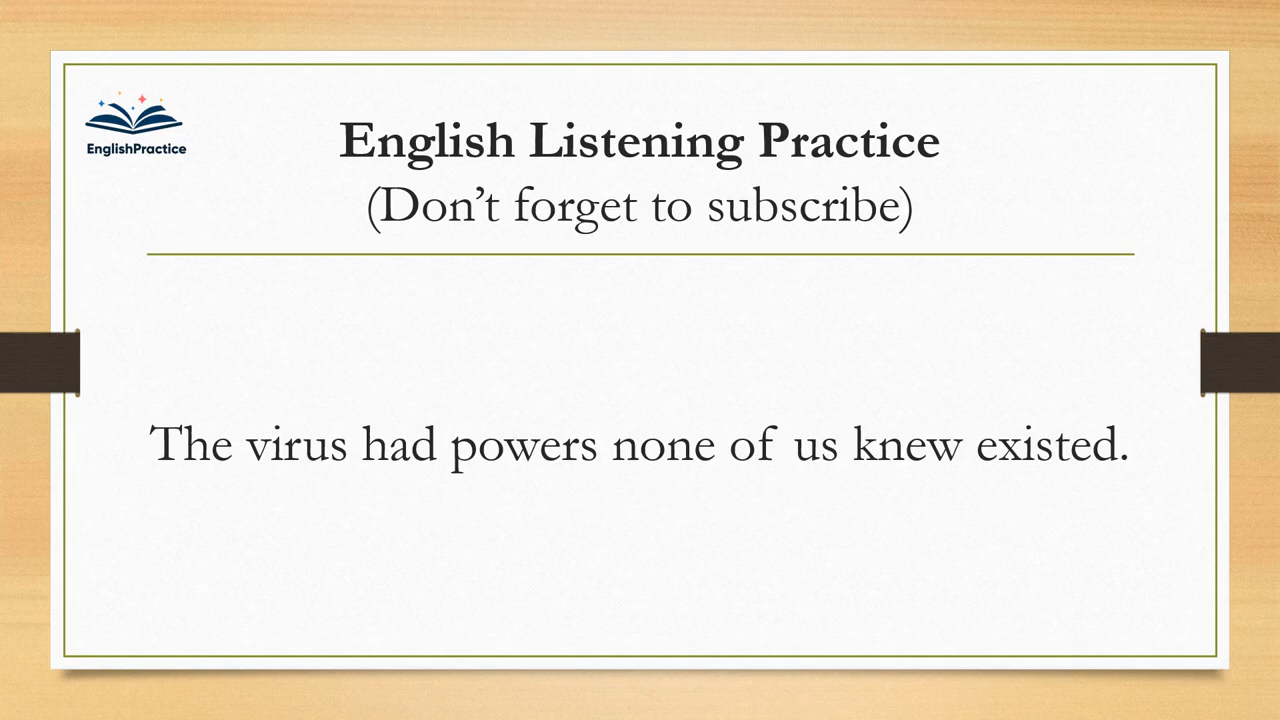 EnglishPractice
English Listening Practice
(Don’t forget to subscribe)
The virus had powers none of us knew existed.